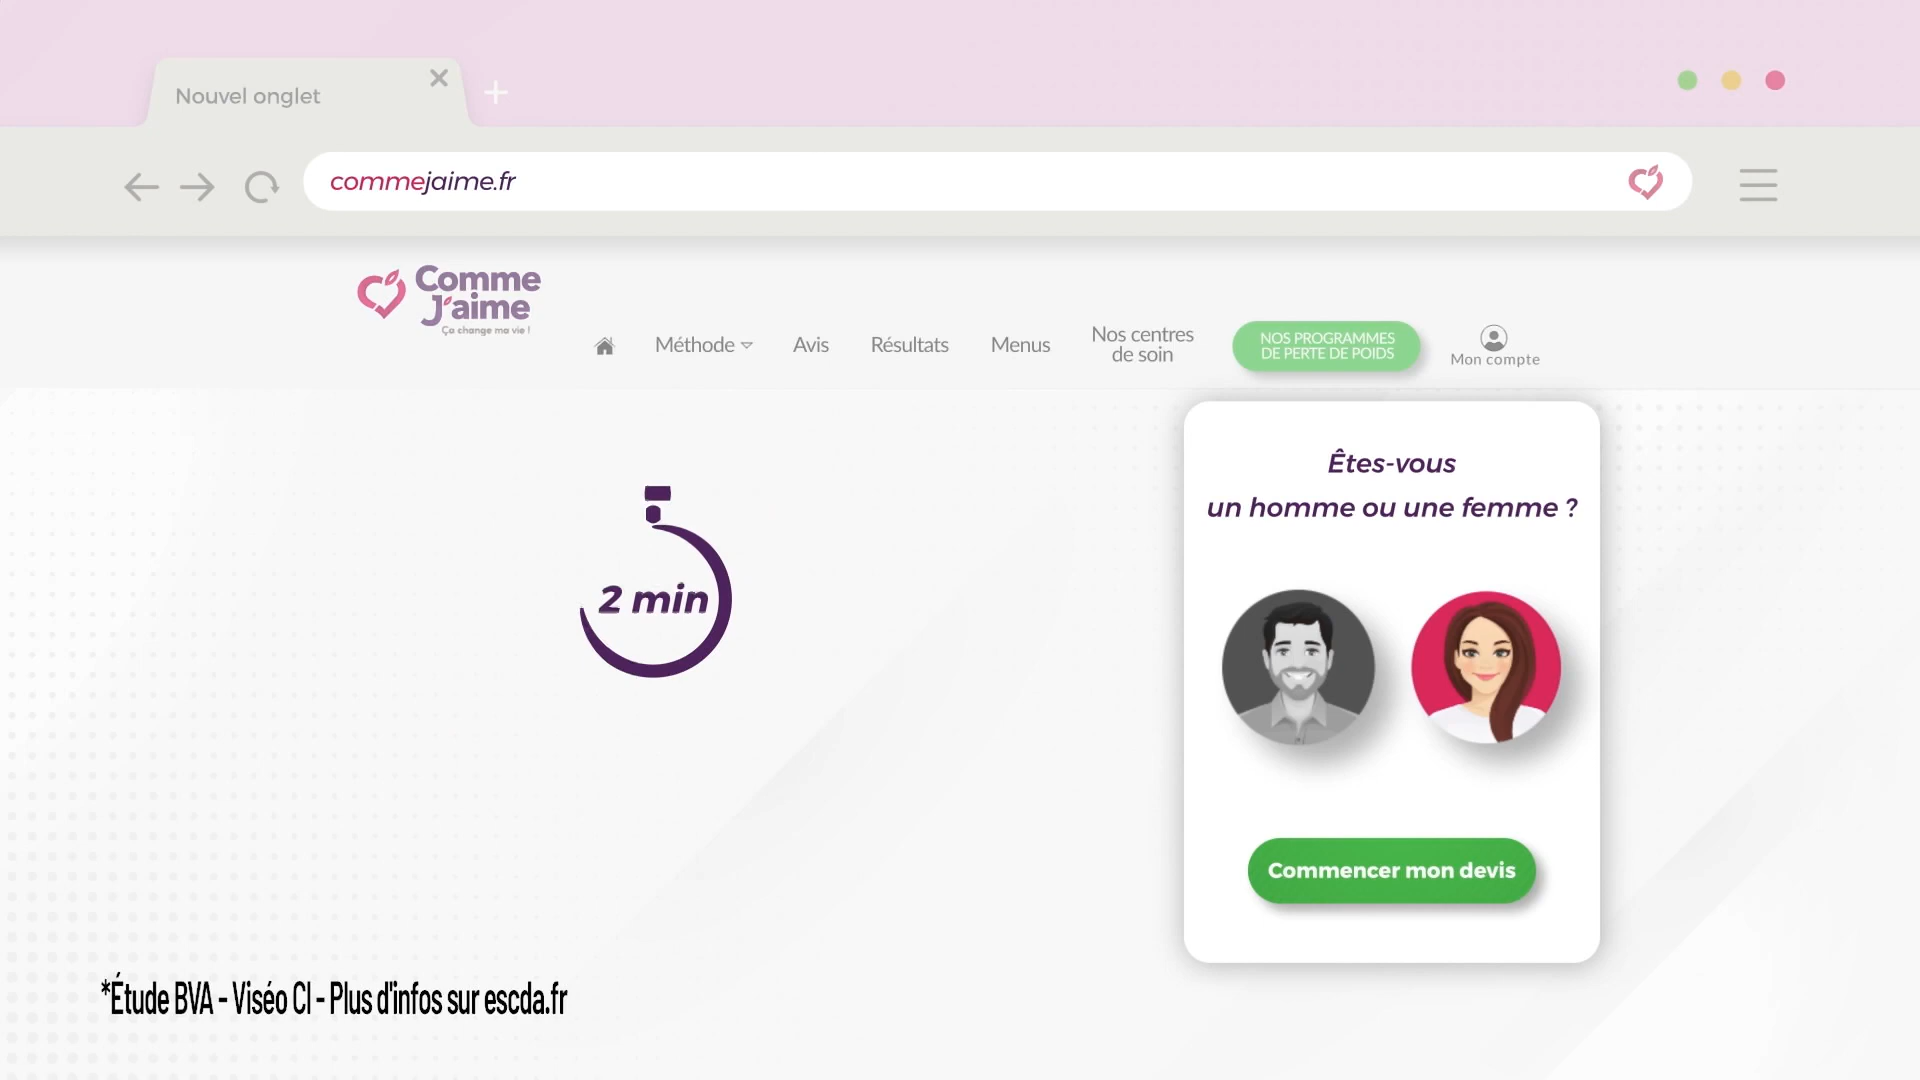 Nouvel onglet
commejaime.fr
Comme
J'aime
Ça change ma vie !
Méthode
Avis
Résultats
Menus
Nos centres
de soin
NOS PROGRAMMES
DE PERTE DE POIDS
Mon compte
Êtes-vous
un homme ou une femme ?
2 min
Commencer mon devis
*Étude BVA - Viséo CI - Plus d'infos sur escda.fr